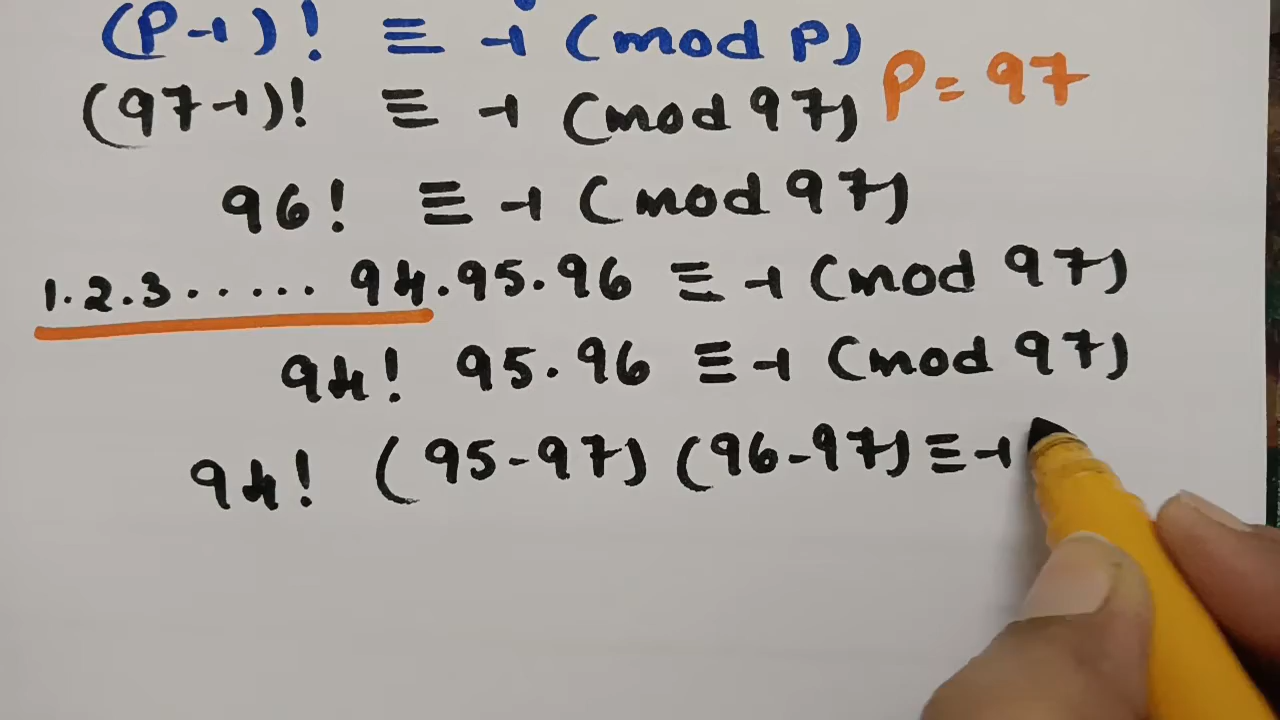 (P-1)! ≡ -1 (mod P)
P = 97
(97-1)! ≡ -1 (mod 97)
96! ≡ -1 (mod 97)
1.2.3...... 94.95.96 ≡ -1 (mod 97)
94! 95.96 ≡ -1 (mod 97)
94! (95-97) (96-97) ≡ -1